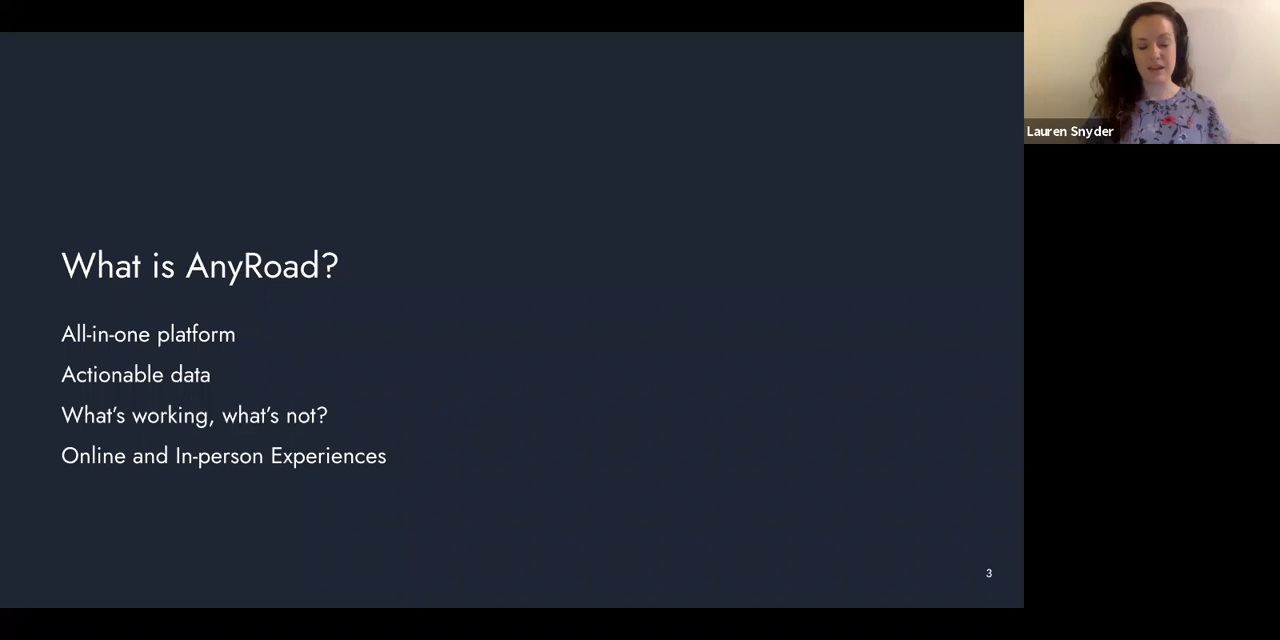 What is AnyRoad?
All-in-one platform
Actionable data
What's working, what's not?
Online and In-person Experiences
3
Lauren Snyder